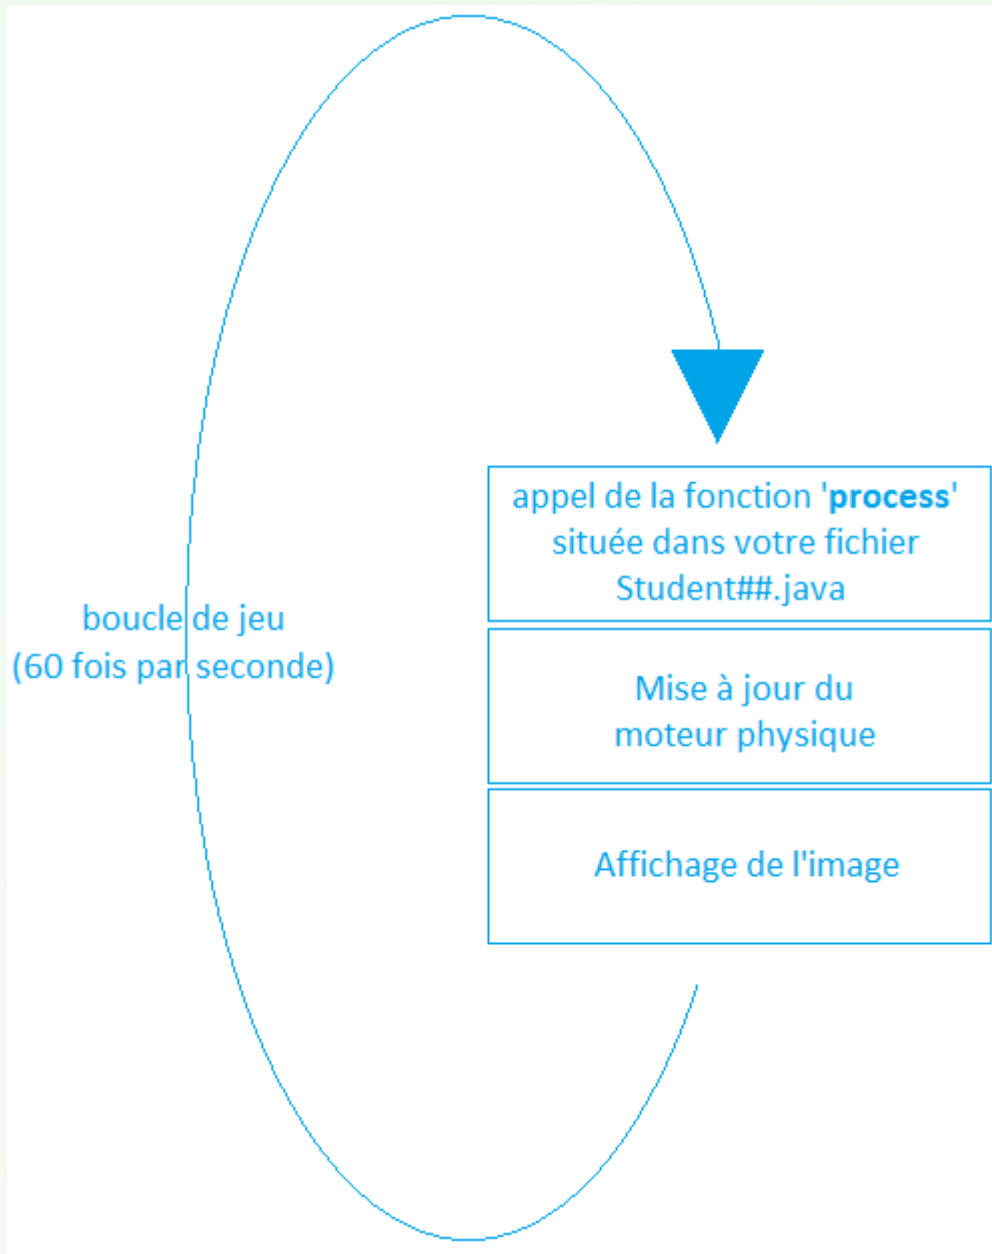 appel de la fonction 'process'
située dans votre fichier
Student##.java
boucle de jeu
(60 fois par seconde)
Mise à jour du
moteur physique
Affichage de l'image